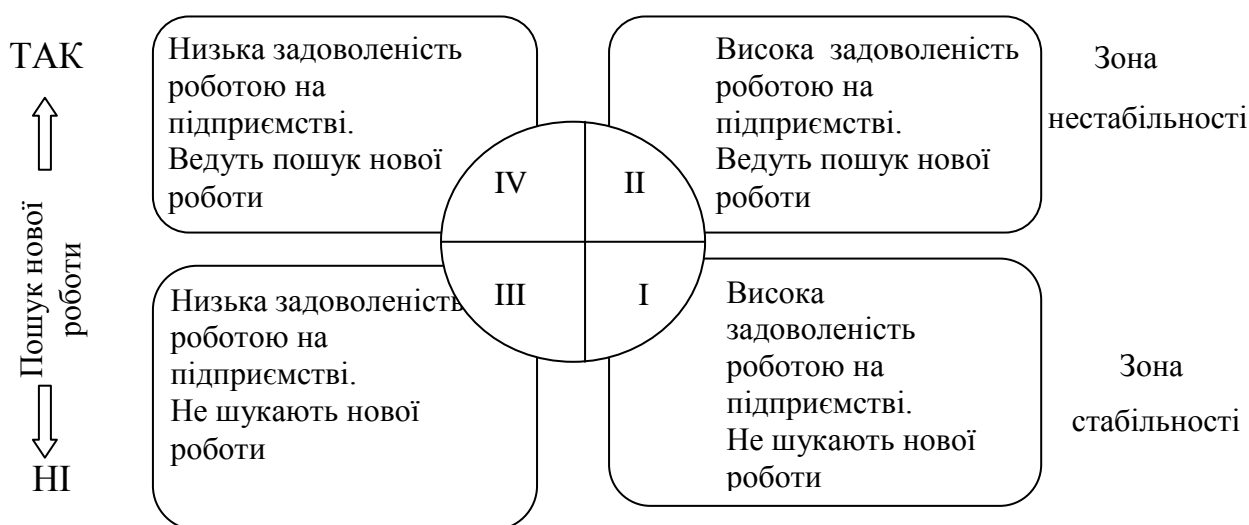 ТАК
Низька задоволеність
роботою на
підприємстві.
Ведуть пошук нової
роботи
Висока задоволеність
роботою на
підприємстві.
Ведуть пошук нової
роботи
Зона
нестабільності
IV
II
Пошук нової
роботи
III
I
Низька задоволеність
роботою на
підприємстві.
Не шукають нової
роботи
Висока
задоволеність
роботою на
підприємстві.
Не шукають нової
роботи
Зона
стабільності
НІ